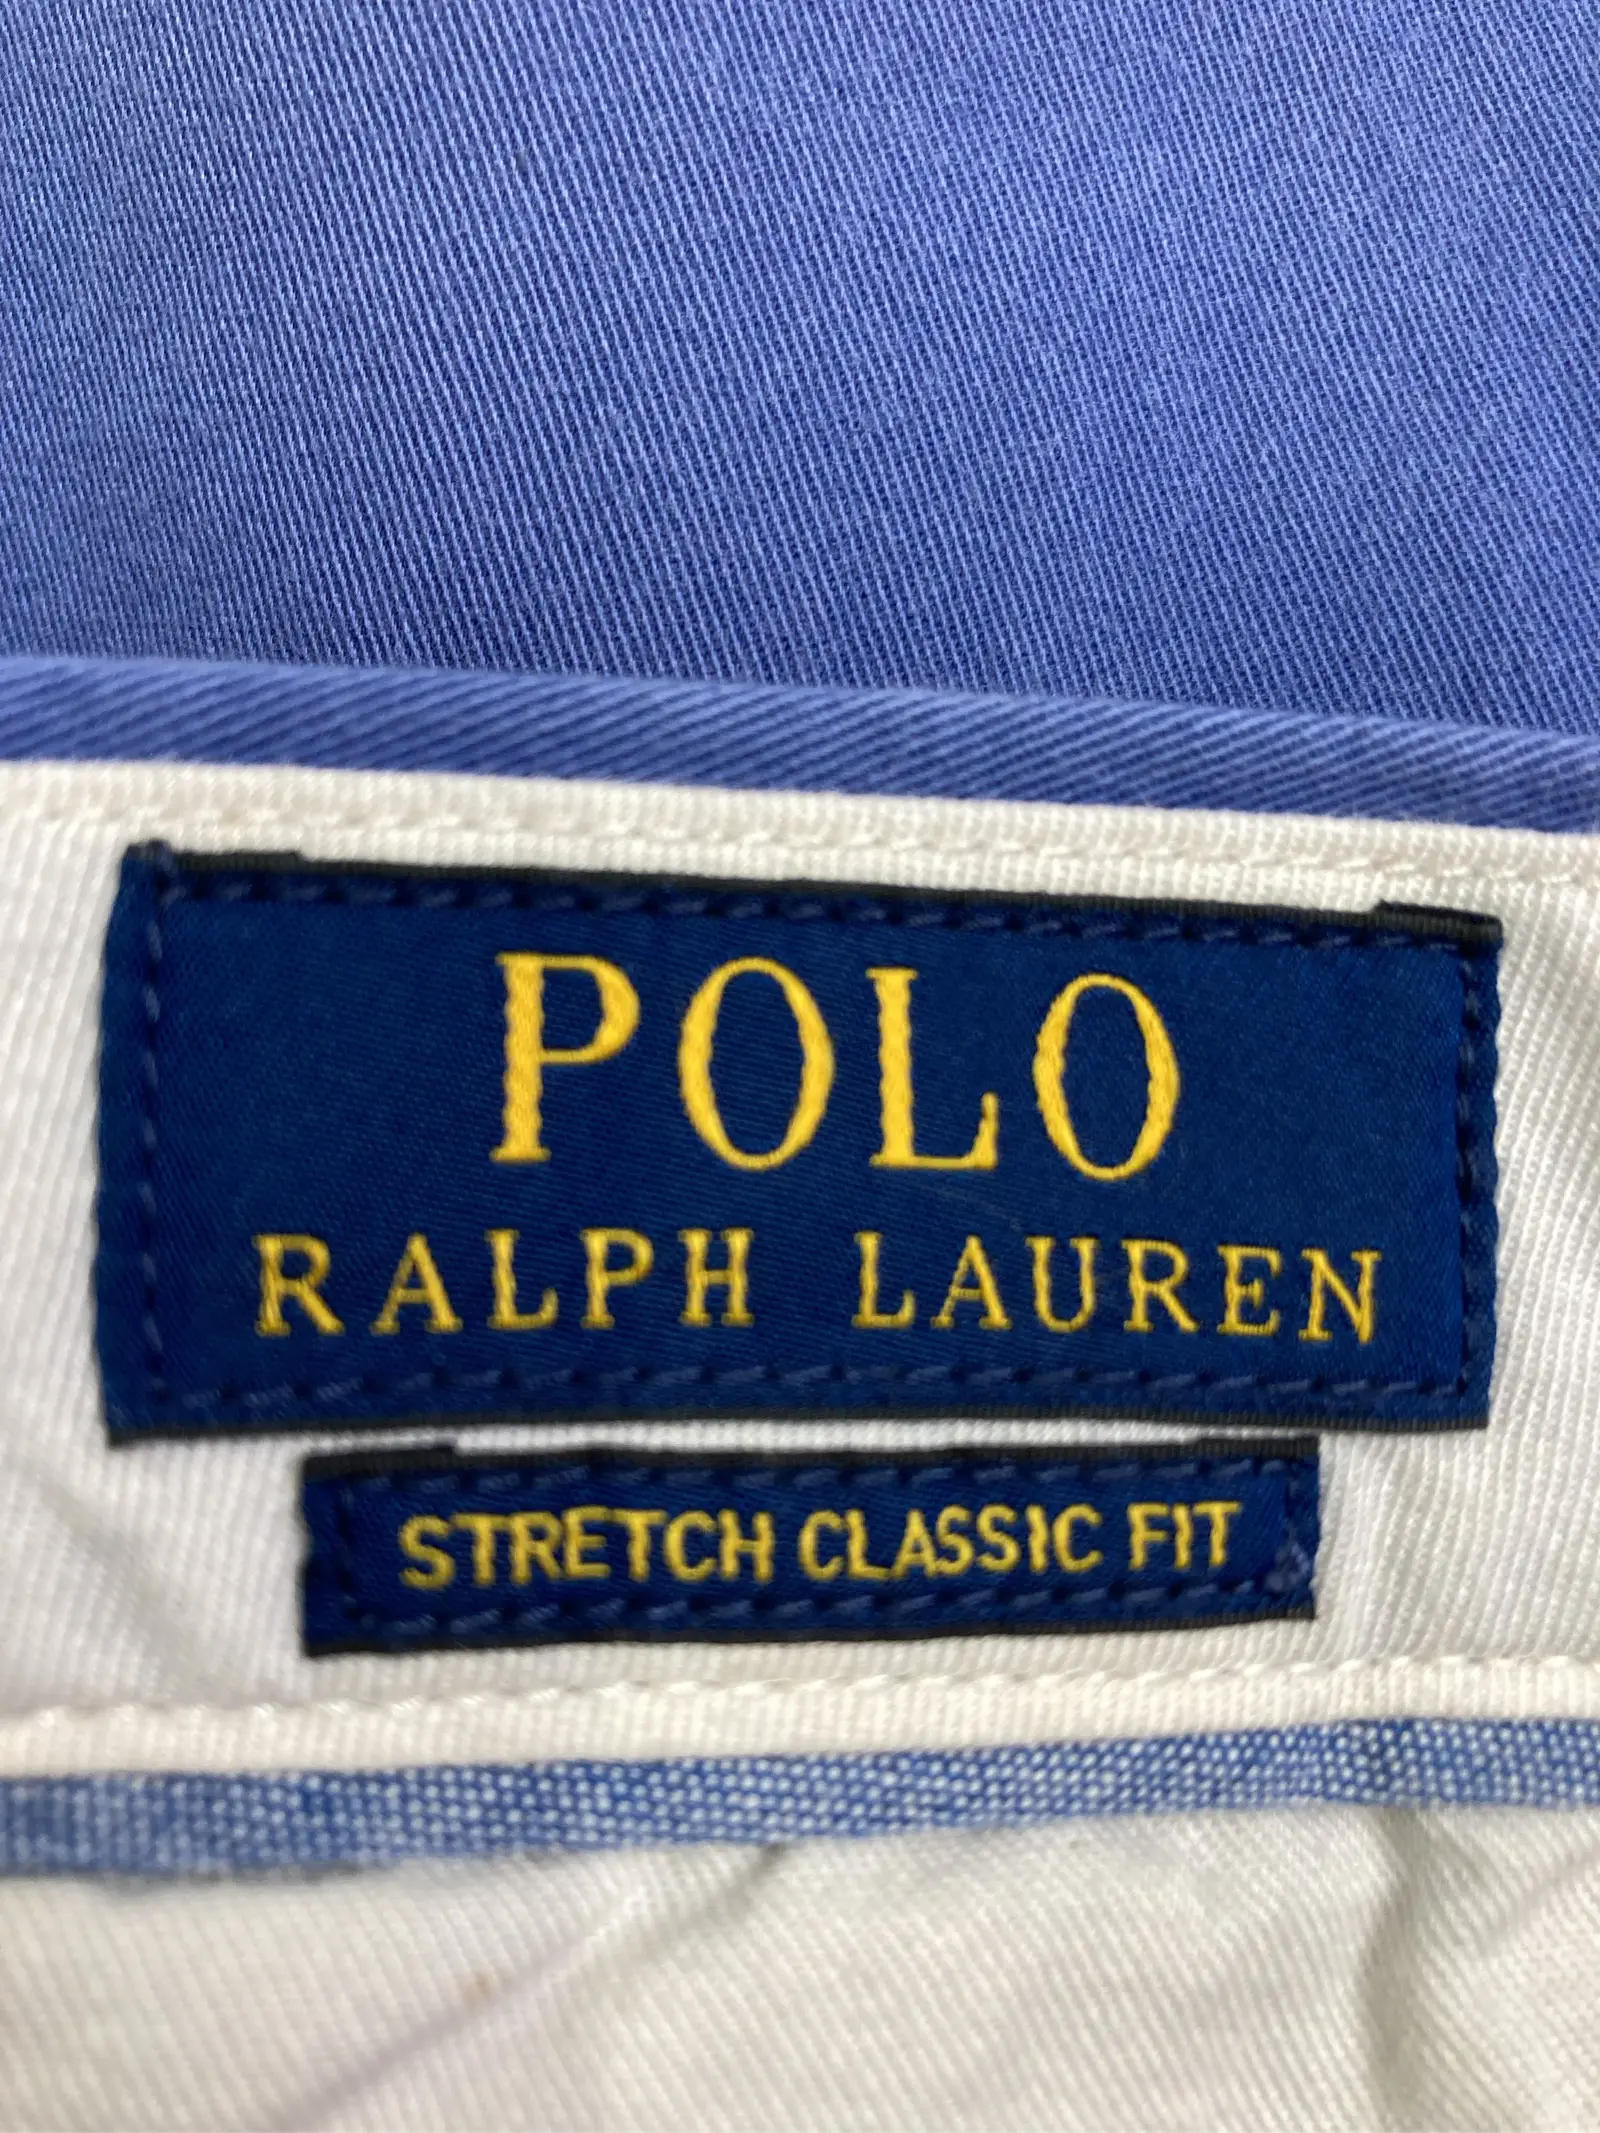 POLO
RALPH LAUREN
STRETCH CLASSIC FIT